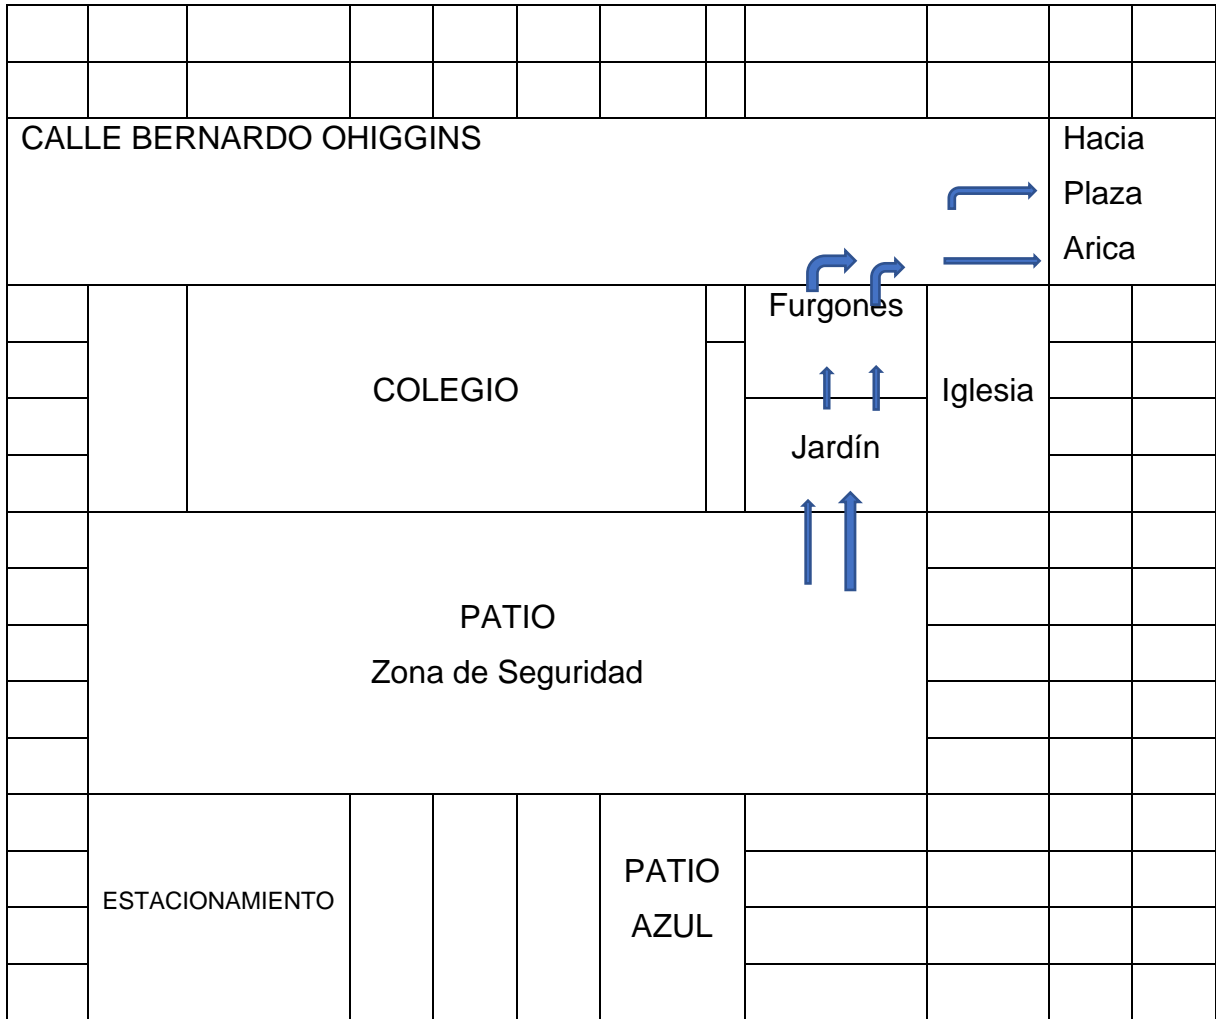 CALLE BERNARDO OHIGGINS
Hacia
Plaza
Arica
Furgones
COLEGIO
Iglesia
Jardín
PATIO
Zona de Seguridad
ESTACIONAMIENTO
PATIO
AZUL